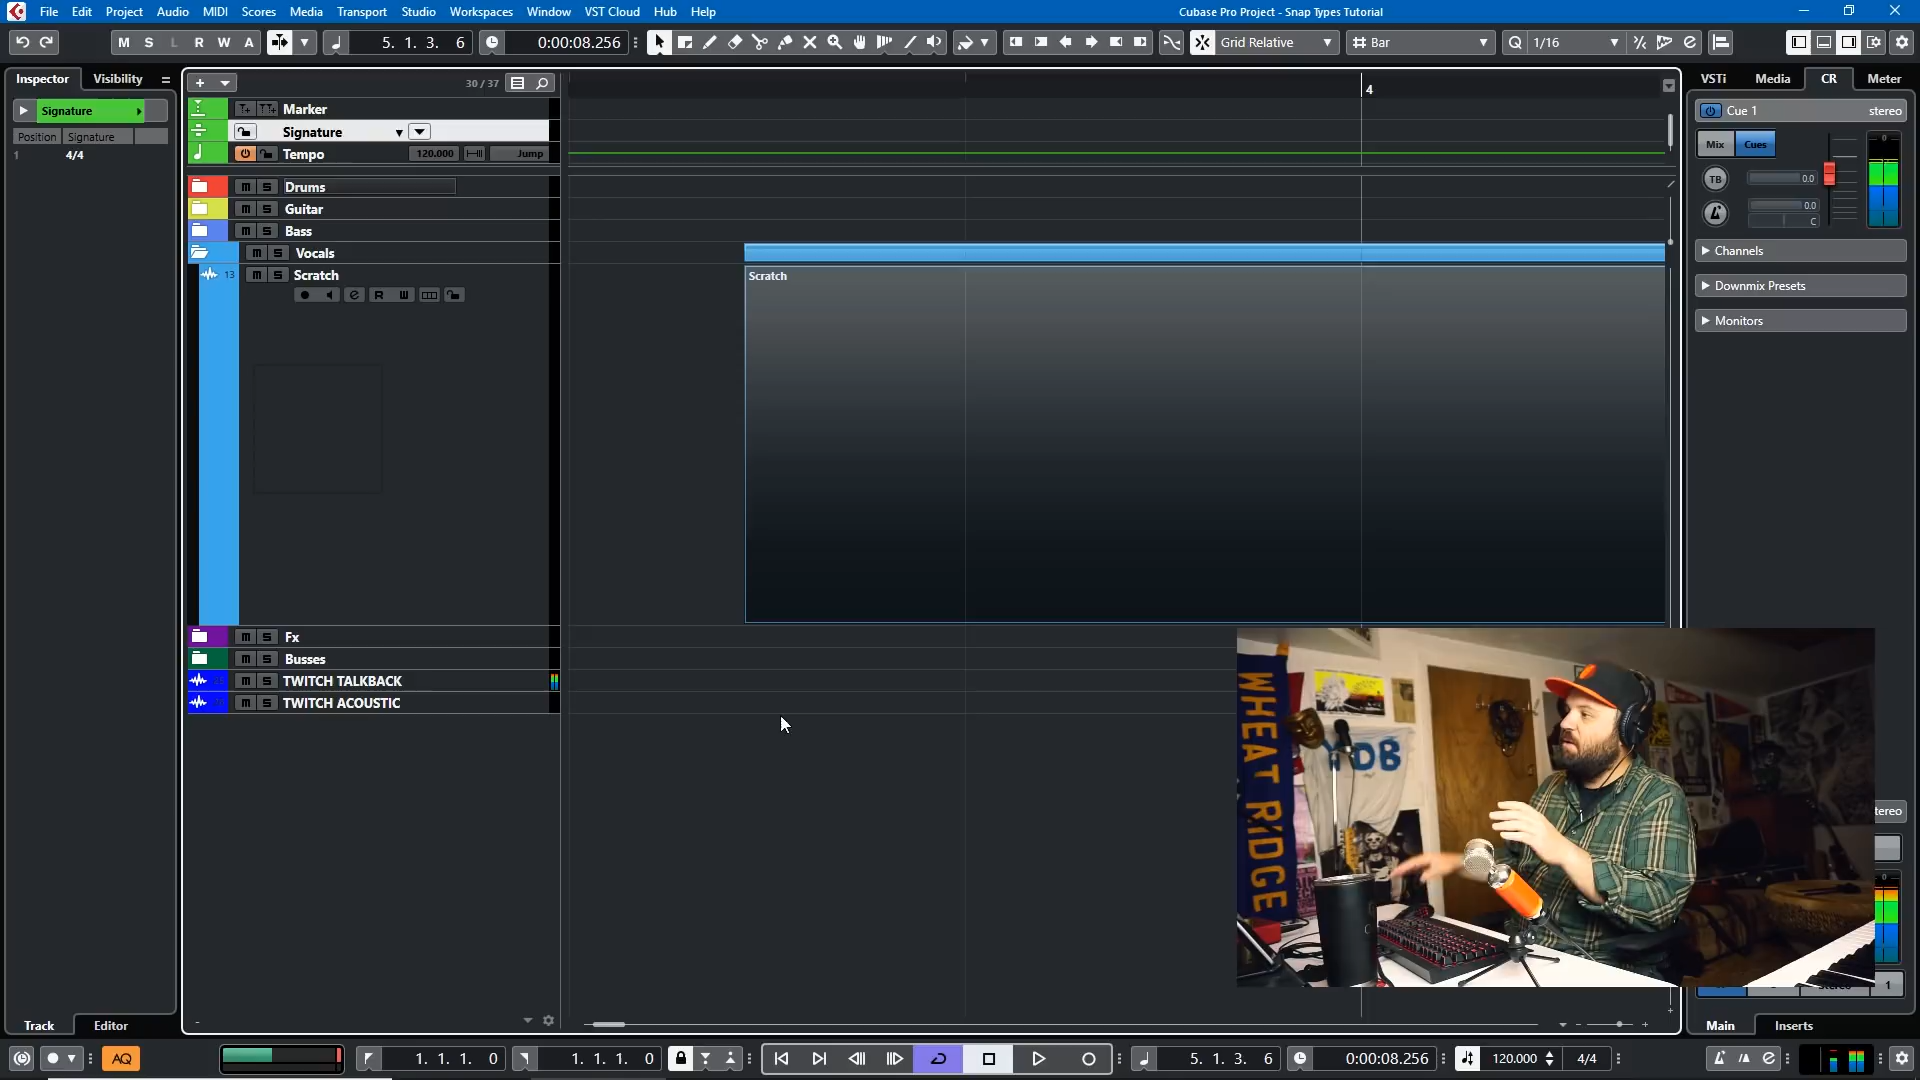 File Edit Project Audio MIDI Scores Media Transport Studio Workspaces Window VST Cloud Hub Help
Cubase Pro Project - Snap Types Tutorial
M S L R W A
5. 1. 3. 6
0:00:08.256
Grid Relative
Bar
Q 1/16
Inspector Visibility
Signature
Position Signature
1 4/4
30 / 37
Marker
Signature
Tempo 120.000 Jump
4
m S Drums
m S Guitar
m S Bass
m S Vocals
13 m S Scratch
R W
Scratch
m S Fx
m S Busses
m S TWITCH TALKBACK
m S TWITCH ACOUSTIC
VSTi Media CR Meter
Cue 1 stereo
Mix Cues
TB 0.0
0.0
C
Channels
Downmix Presets
Monitors
WHEAT RIDGE
YDB
tereo
1
Track Editor
Main Inserts
AQ
1. 1. 1. 0
1. 1. 1. 0
5. 1. 3. 6
0:00:08.256
120.000
4/4